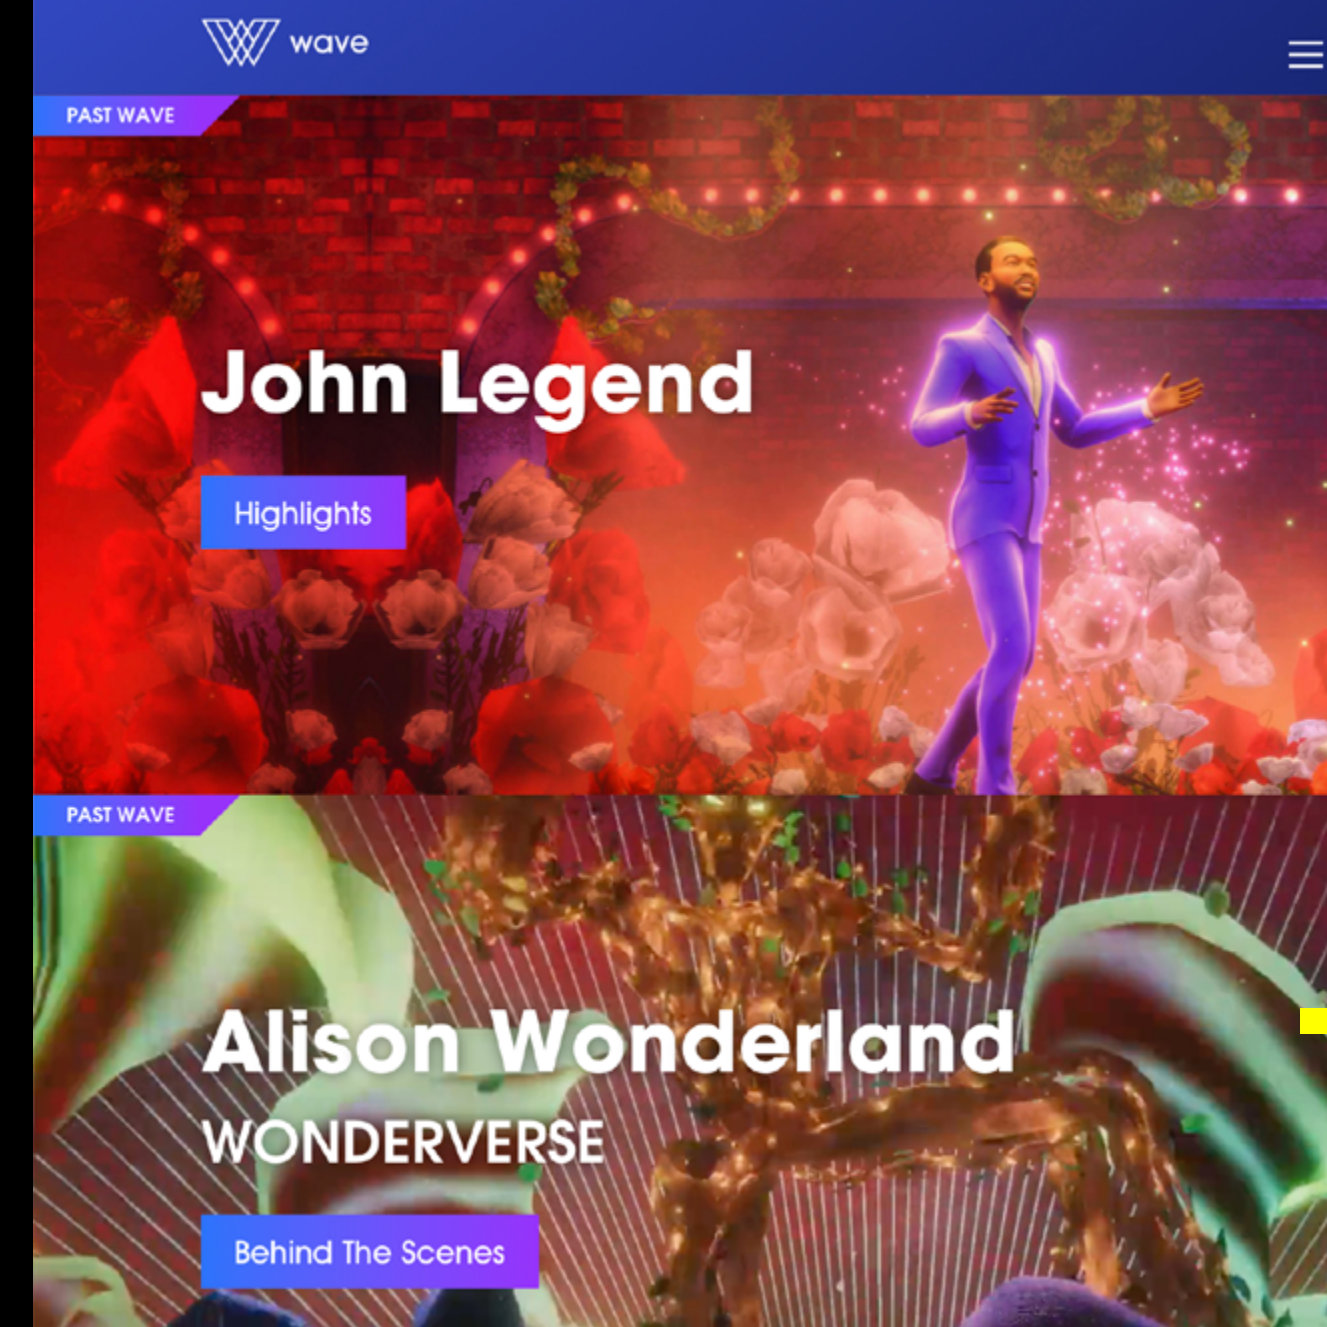 wave
PAST WAVE
John Legend
Highlights
PAST WAVE
Alison Wonderland
WONDERVERSE
Behind The Scenes